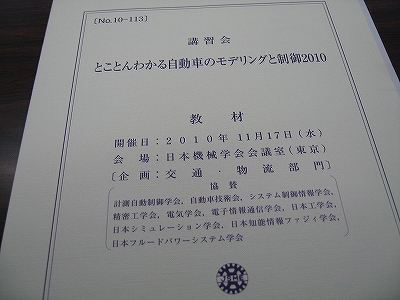 〔No.10-113〕
講習会
とことんわかる自動車のモデリングと制御2010
教材
開催日：２０１０年 11月17日（水）
会場：日本機械学会会議室（東京）
〔企画：交通・物流部門〕
協賛
計測自動制御学会，自動車技術会，システム制御情報学会，
精密工学会，電気学会，電子情報通信学会，日本工学会，
日本シミュレーション学会，日本知能情報ファジィ学会，
日本フルードパワーシステム学会